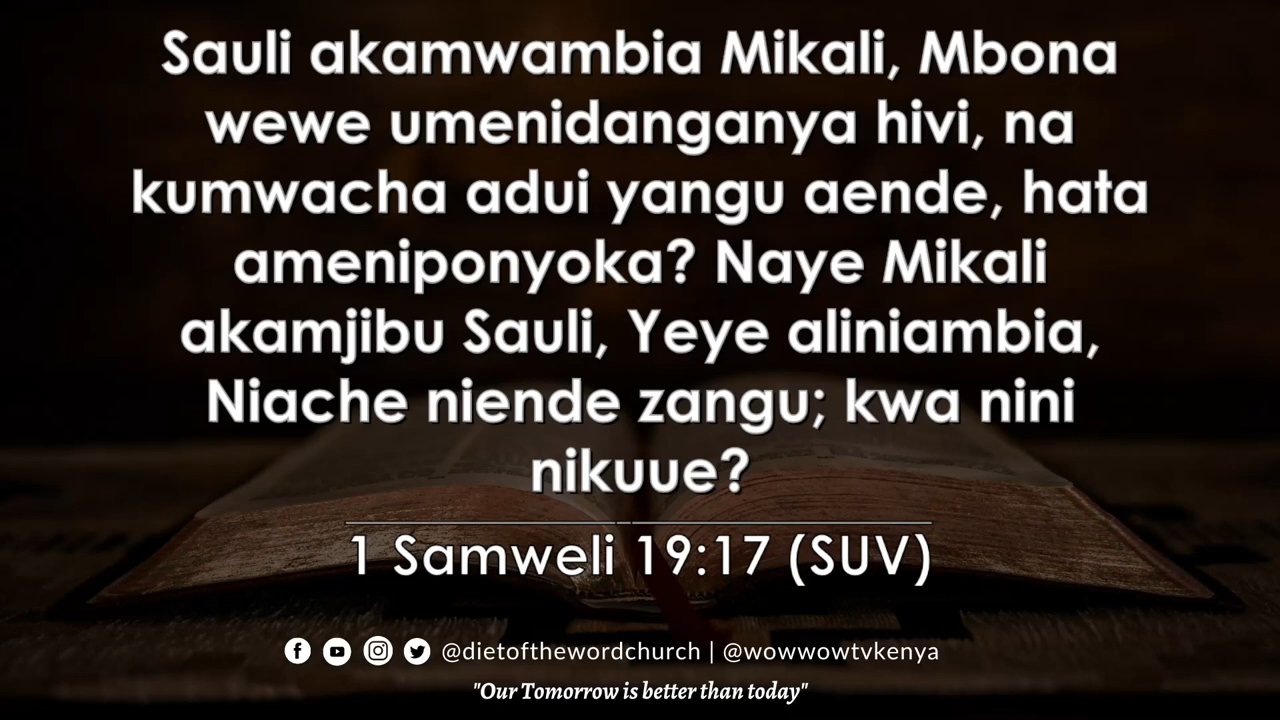 Sauli akamwambia Mikali, Mbona
wewe umenidanganya hivi, na
kumwacha adui yangu aende, hata
ameniponyoka? Naye Mikali
akamjibu Sauli, Yeye aliniambia,
Niache niende zangu; kwa nini
nikuue?
1 Samweli 19:17 (SUV)
@dietofthewordchurch | @wowwowtvkenya
"Our Tomorrow is better than today"